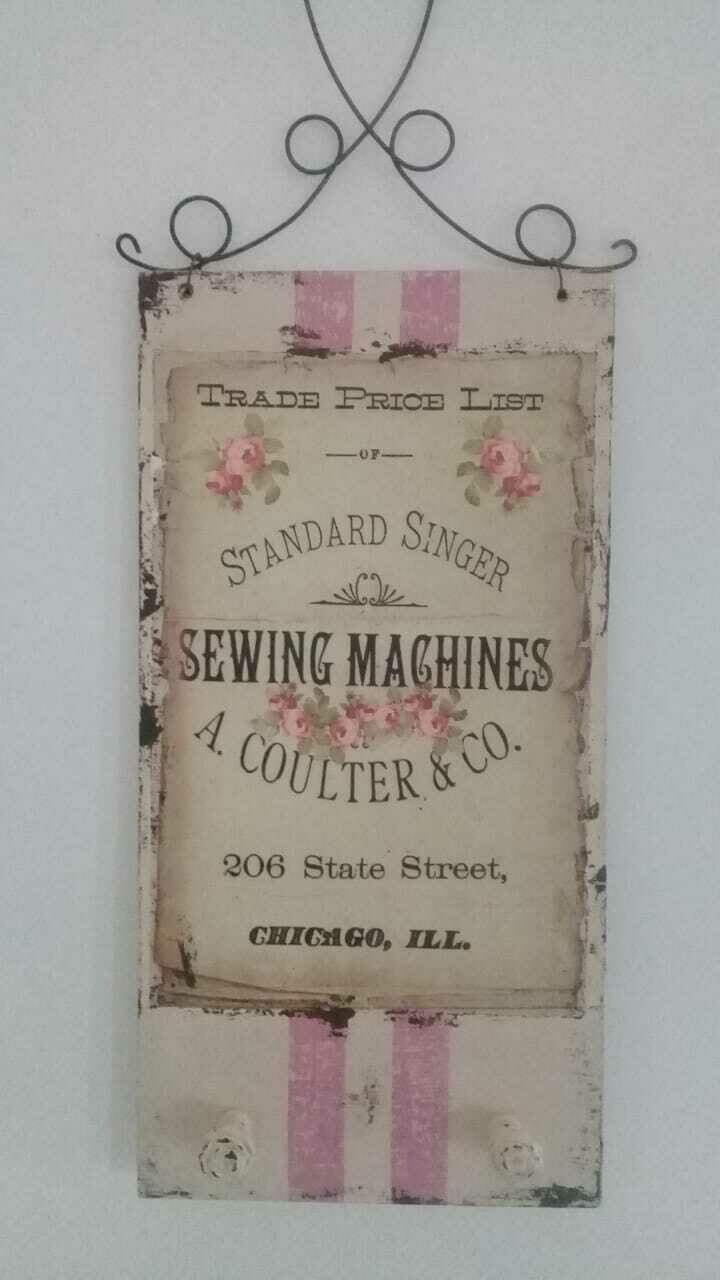 TRADE PRICE LIST
OF
STANDARD SINGER
SEWING MACHINES
A. COULTER & CO.
206 State Street,
CHICAGO, ILL.